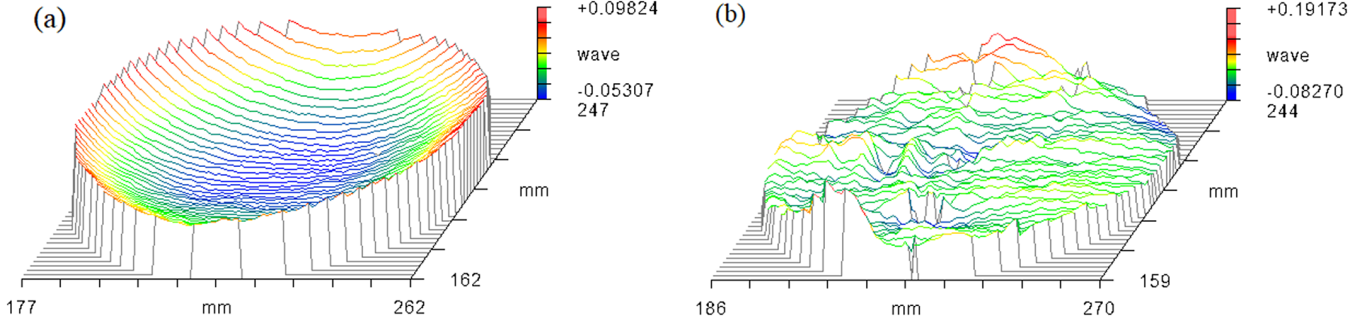 (a)
+0.09824
wave
-0.05307
247
mm
162
177
mm
262
(b)
+0.19173
wave
-0.08270
244
mm
159
186
mm
270